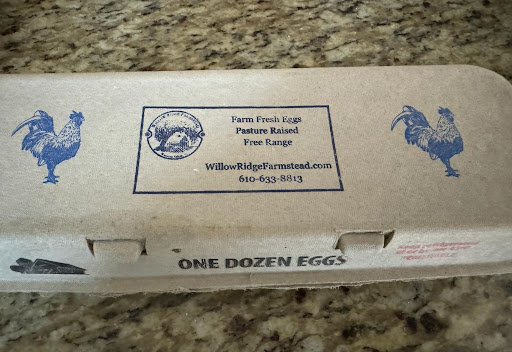 Farm Fresh Eggs
Pasture Raised
Free Range
WillowRidgeFarmstead.com
610-633-8813
ONE DOZEN EGGS